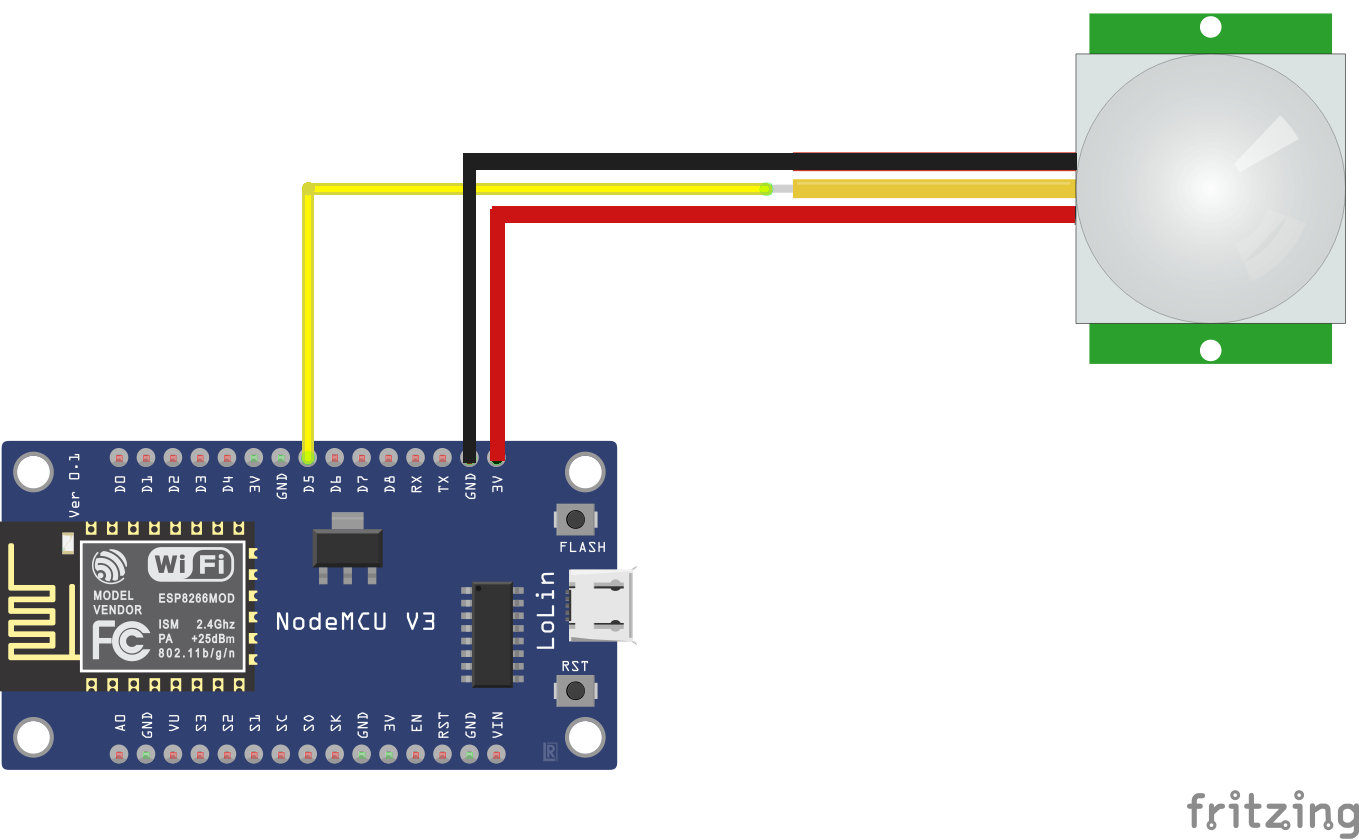 Ver 0.1
D0 D1 D2 D3 D4 3V GND D5 D6 D7 D8 RX TX GND 3V
FLASH
WiFi
MODEL
VENDOR
ESP8266MOD
FC
ISM 2.4Ghz
PA +25dBm
802.11b/g/n
NodeMCU V3
LoLin
RST
A0 GND VU S3 S2 S1 SC S0 SK GND 3V EN RST GND VIN
R
fritzing